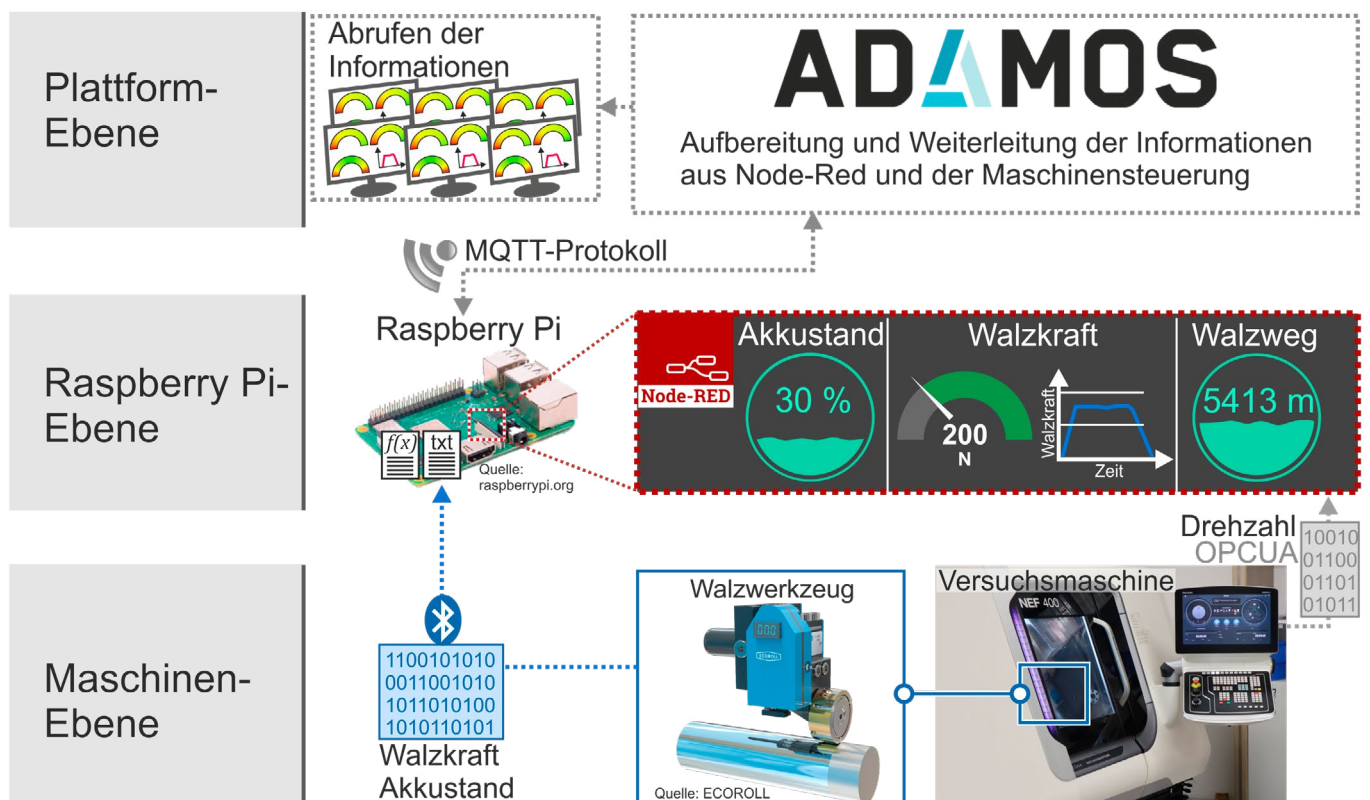 Plattform-
Ebene
Abrufen der
Informationen
ADAMOS
Aufbereitung und Weiterleitung der Informationen
aus Node-Red und der Maschinensteuerung
MQTT-Protokoll
Raspberry Pi-
Ebene
Raspberry Pi
f(x)
txt
Quelle:
raspberrypi.org
Node-RED
Akkustand
30 %
Walzkraft
200
N
Walzkraft
Zeit
Walzweg
5413 m
Drehzahl
OPCUA
10010
01100
01101
01011
Maschinen-
Ebene
1100101010
0011001010
1011010100
1010110101
Walzkraft
Akkustand
Walzwerkzeug
000
ECOROLL
Quelle: ECOROLL
Versuchsmaschine
NEF 400